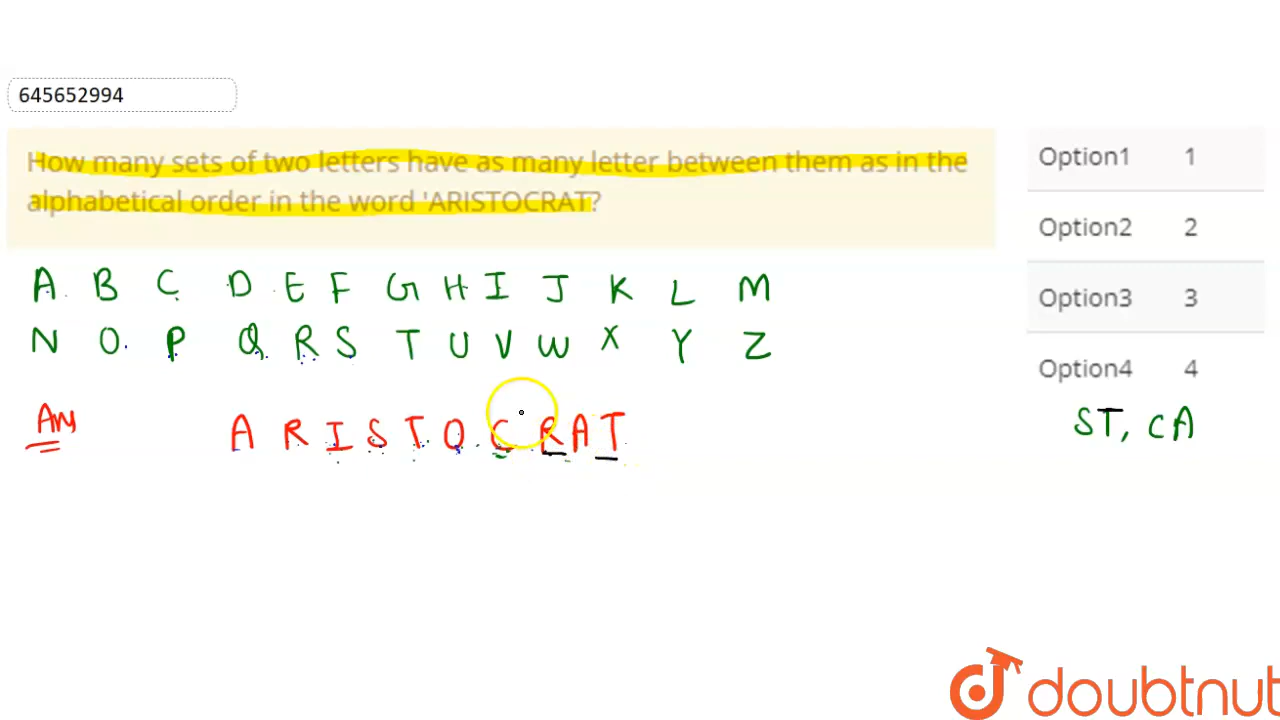 645652994
How many sets of two letters have as many letter between them as in the
alphabetical order in the word 'ARISTOCRAT?
Option1 1
Option2 2
Option3 3
Option4 4
A B C D E F G H I J K L M
N O P Q R S T U V W X Y Z
Ans A R I S T O C R A T
ST, CA
doubtnut